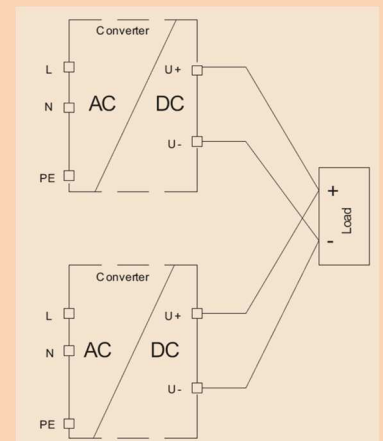 Converter
L
U+
N
AC
DC
U-
PE
+
Load
-
Converter
L
U+
N
AC
DC
U-
PE